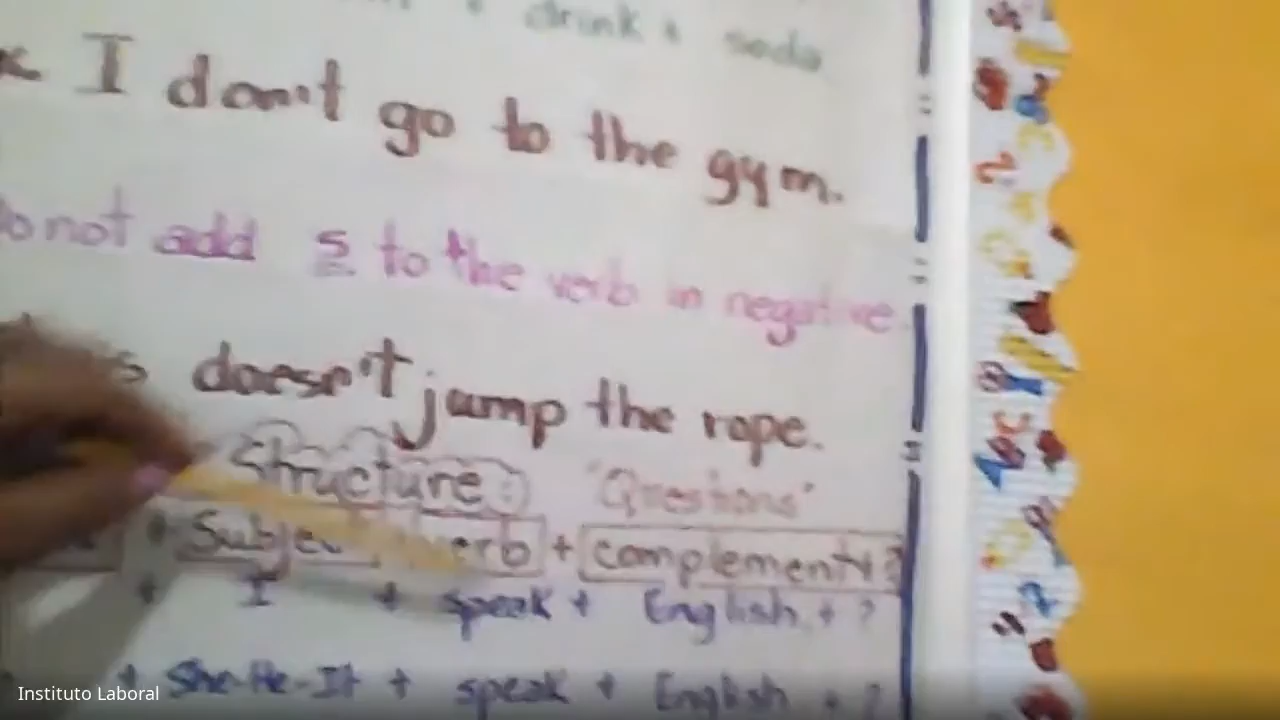 + drink + soda
I don't go to the gym.
Do not add s to the verb in negative.
doesn't jump the rope.
Structure: "Questions"
+ Subject verb + complement + ?
+ I + speak + English + ?
+ She-He-It + speak + English + ?
Instituto Laboral